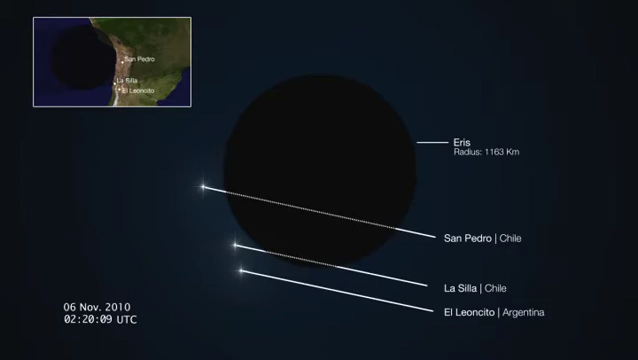 San Pedro
La Silla
El Leoncito
Eris
Radius: 1163 Km
San Pedro | Chile
La Silla | Chile
El Leoncito | Argentina
06 Nov. 2010
02:20:09 UTC